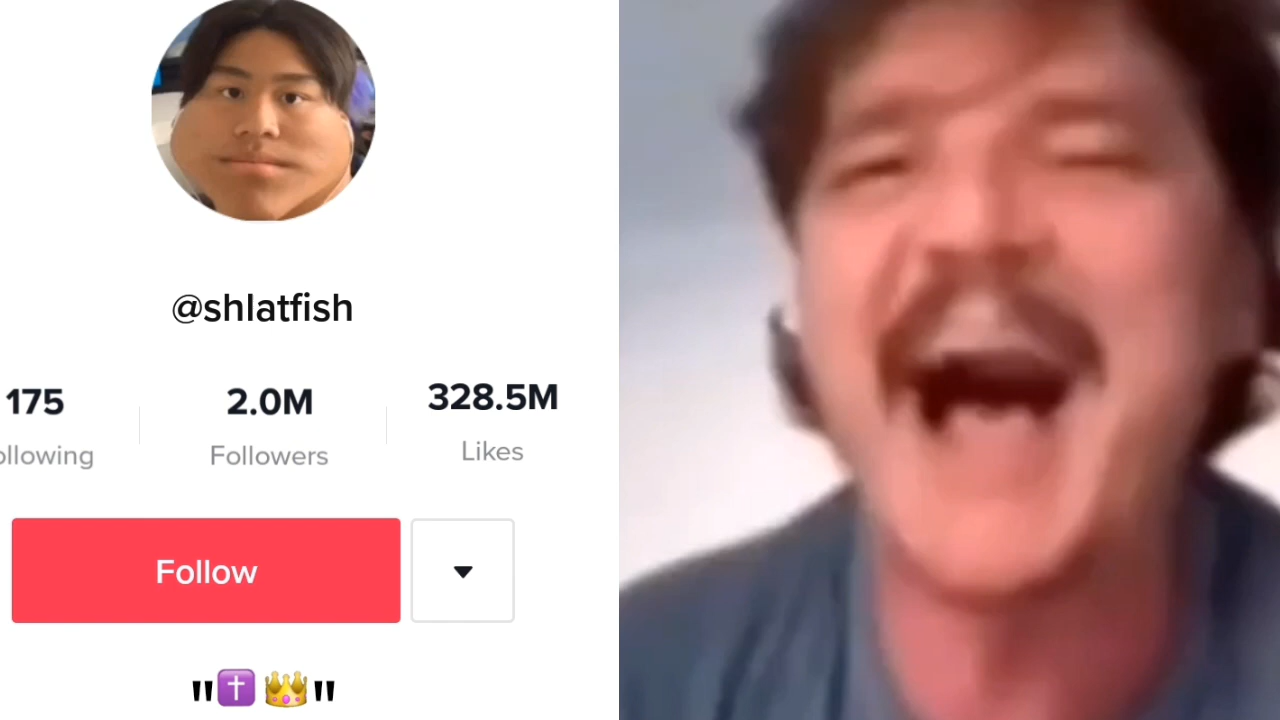 @shlatfish
175 2.0M 328.5M
ollowing Followers Likes
Follow
"✝️👑"